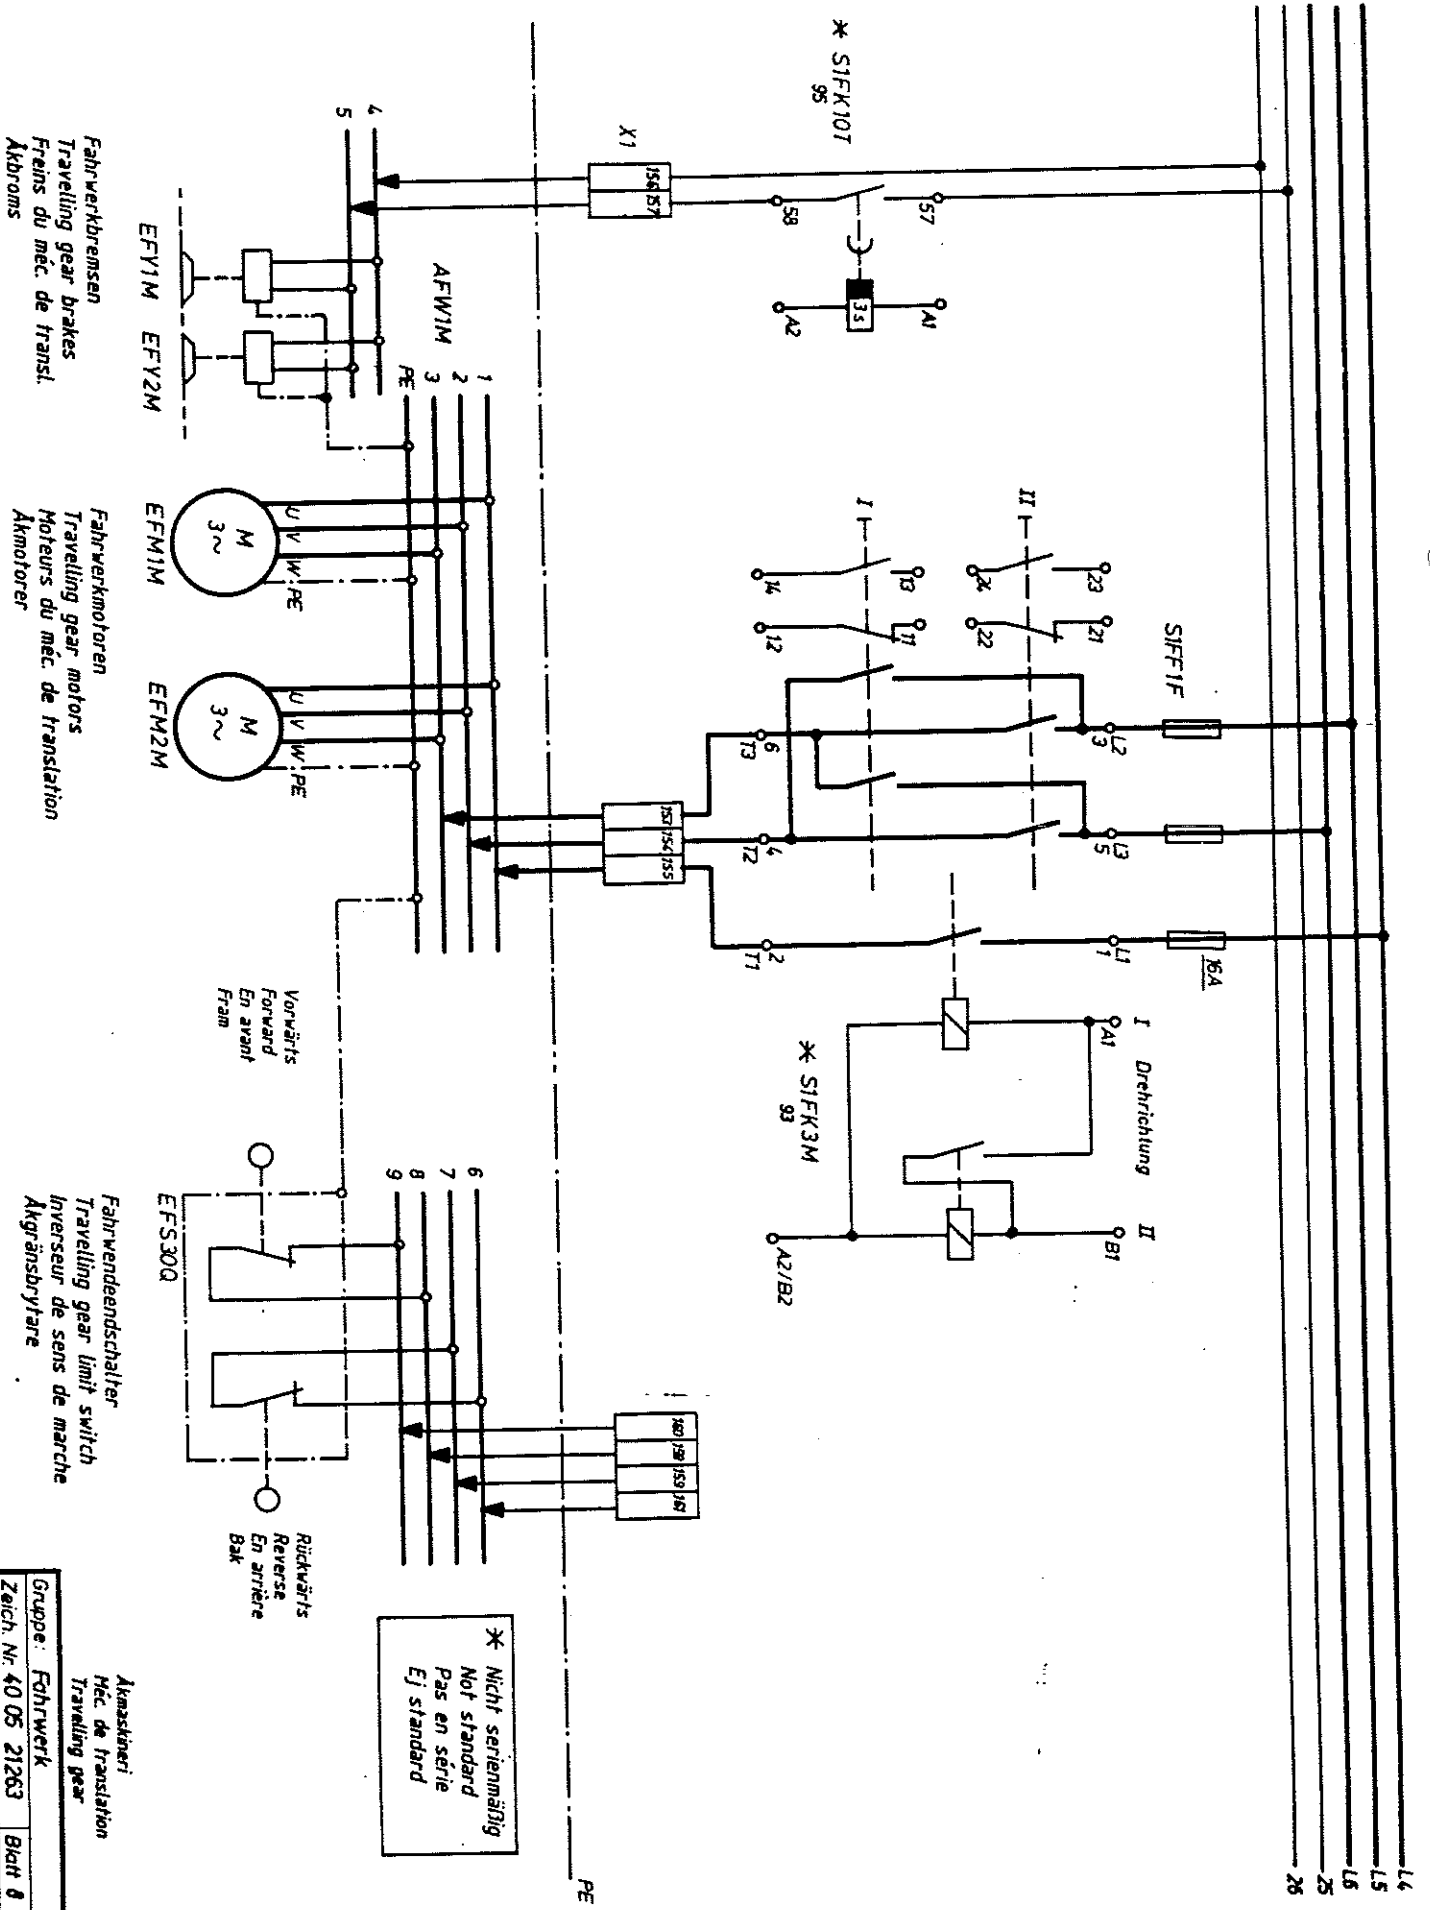 L4
L5
L6
25
26
* S1FK10T
95
57
58
A1
A2
3s
X1
156 157
4
5
AFW1M
1
2
3
PE
EFY1M EFY2M
Fahrwerkbremsen
Travelling gear brakes
Freins du méc. de transl.
Åkbroms
S1FF1F
16A
II
I
23
24
21
22
13
14
11
12
L2
3
L3
5
L1
1
6
T3
4
T2
2
T1
153 154 155
I Drehrichtung II
A1
B1
A2/B2
* S1FK3M
93
M
3~
U V W PE
EFM1M
M
3~
U V W PE
EFM2M
Fahrwerkmotoren
Travelling gear motors
Moteurs du méc. de translation
Åkmotorer
160 158 159 161
6
7
8
9
Vorwärts
Forward
En avant
Fram
EFS30Q
Rückwärts
Reverse
En arrière
Bak
Fahrwendeendschalter
Travelling gear limit switch
Inverseur de sens de marche
Åkgränsbrytare
PE
* Nicht serienmäßig
Not standard
Pas en série
Ej standard
Åkmaskineri
Méc. de translation
Travelling gear
Gruppe: Fahrwerk
Zeich. Nr. 40 05 21263 Blatt 8